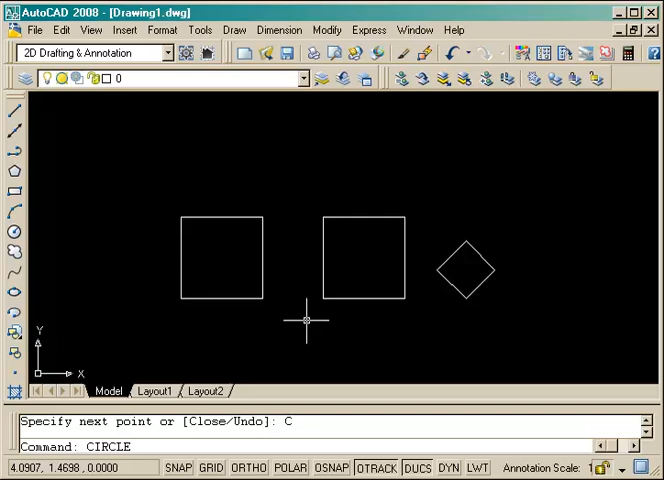 AutoCAD 2008 - [Drawing1.dwg]
File Edit View Insert Format Tools Draw Dimension Modify Express Window Help
2D Drafting & Annotation
0
Y
X
Model Layout1 Layout2
Specify next point or [Close/Undo]: C
Command: CIRCLE
4.0907, 1.4698, 0.0000 SNAP GRID ORTHO POLAR OSNAP OTRACK DUCS DYN LWT Annotation Scale: 1